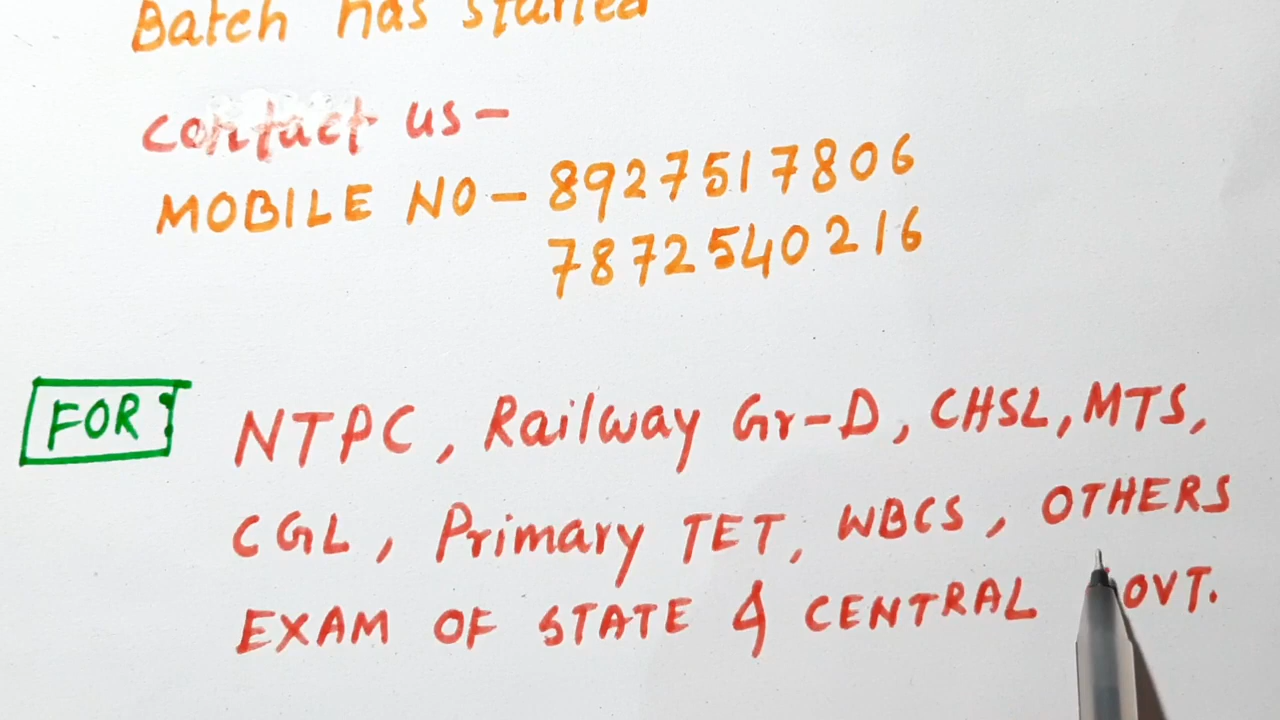 Batch has started
Contact us -
MOBILE NO - 8927517806
7872540216
FOR: NTPC, Railway Gr-D, CHSL, MTS,
CGL, Primary TET, WBCS, OTHERS
EXAM OF STATE & CENTRAL GOVT.